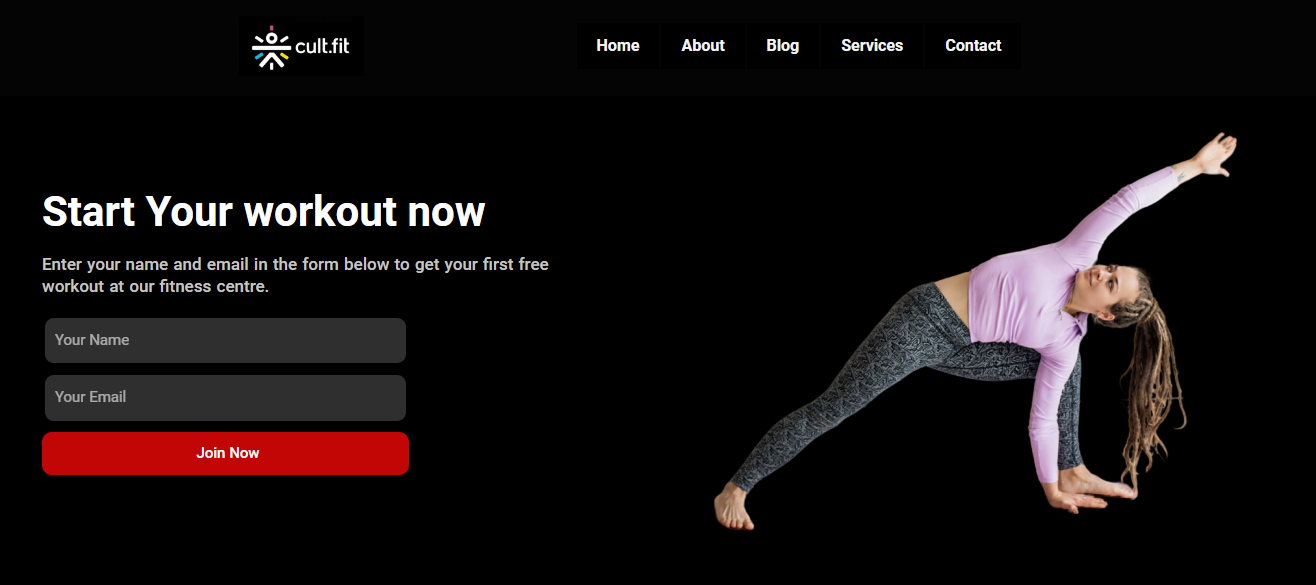 cult.fit
Home About Blog Services Contact
Start Your workout now
Enter your name and email in the form below to get your first free
workout at our fitness centre.
Your Name
Your Email
Join Now